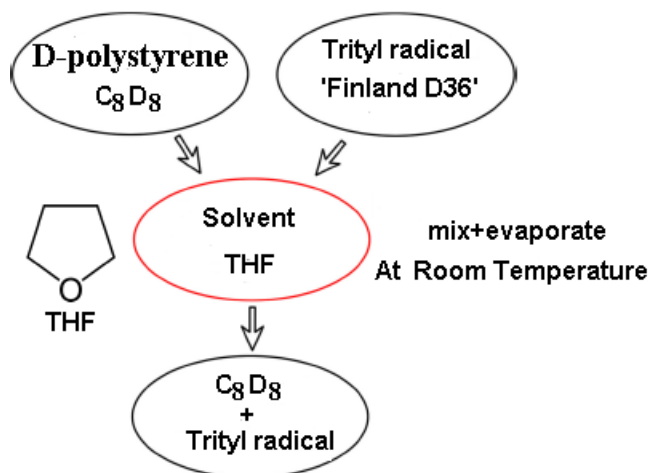 D-polystyrene
C₈D₈
Trityl radical
'Finland D36'
Solvent
THF
mix+evaporate
At Room Temperature
O
THF
C₈D₈
+
Trityl radical